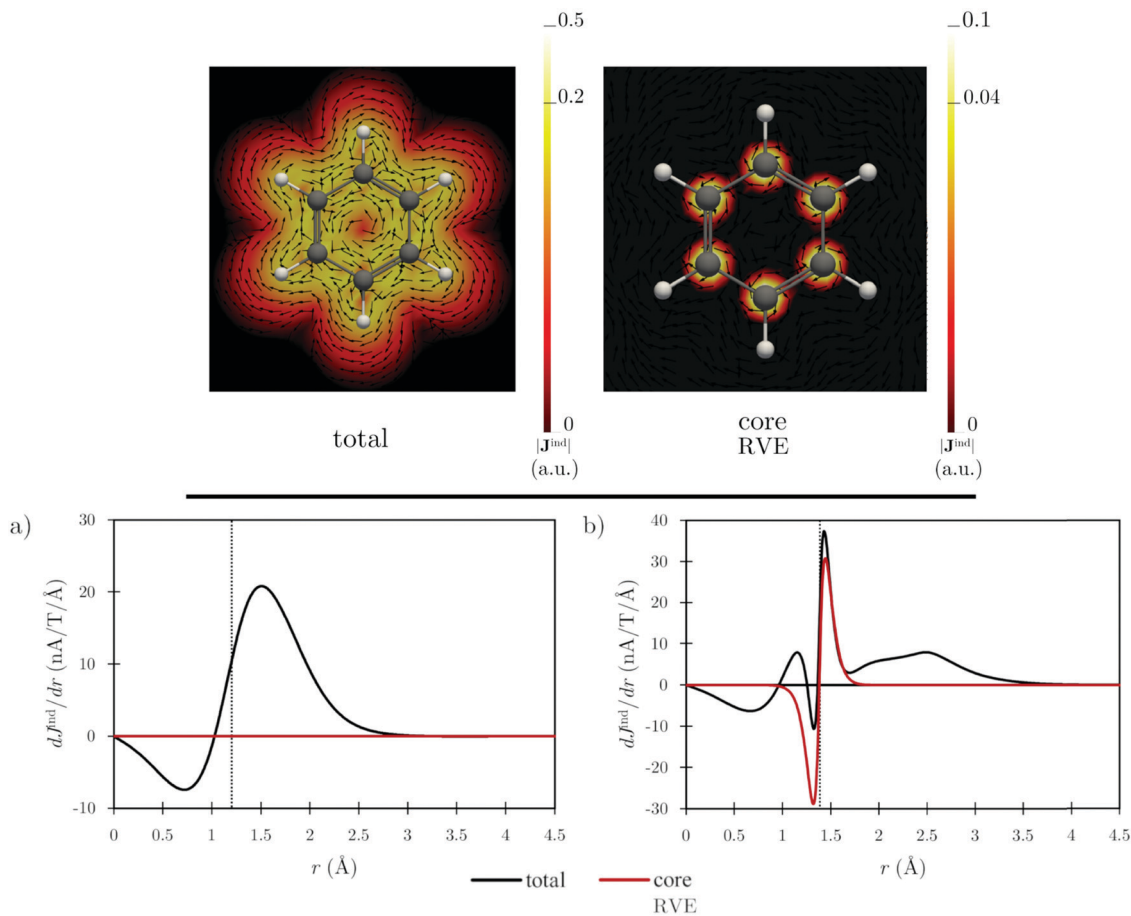 0.5
0.2
0
|J^ind|
(a.u.)
total
0.1
0.04
0
|J^ind|
(a.u.)
core
RVE
a)
dJ^ind/dr (nA/T/Å)
30
20
10
0
-10
0 0.5 1 1.5 2 2.5 3 3.5 4 4.5
r (Å)
b)
dJ^ind/dr (nA/T/Å)
40
30
20
10
0
-10
-20
-30
0 0.5 1 1.5 2 2.5 3 3.5 4 4.5
r (Å)
total core
RVE